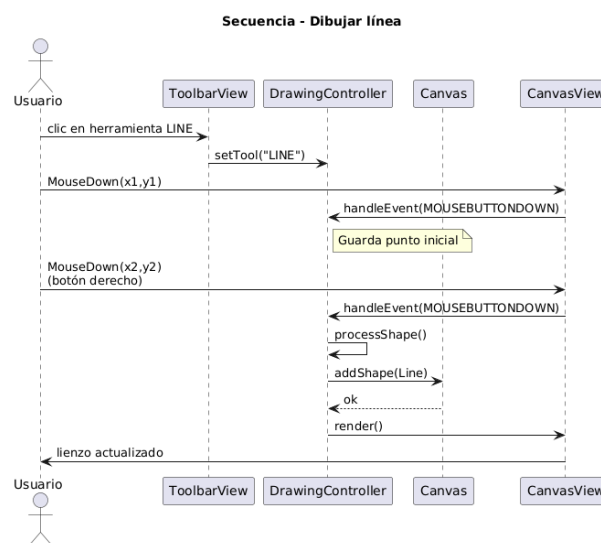 Secuencia - Dibujar línea
Usuario
ToolbarView
DrawingController
Canvas
CanvasView
clic en herramienta LINE
setTool("LINE")
MouseDown(x1,y1)
handleEvent(MOUSEBUTTONDOWN)
Guarda punto inicial
MouseDown(x2,y2)
(botón derecho)
handleEvent(MOUSEBUTTONDOWN)
processShape()
addShape(Line)
ok
render()
lienzo actualizado
Usuario
ToolbarView
DrawingController
Canvas
CanvasView